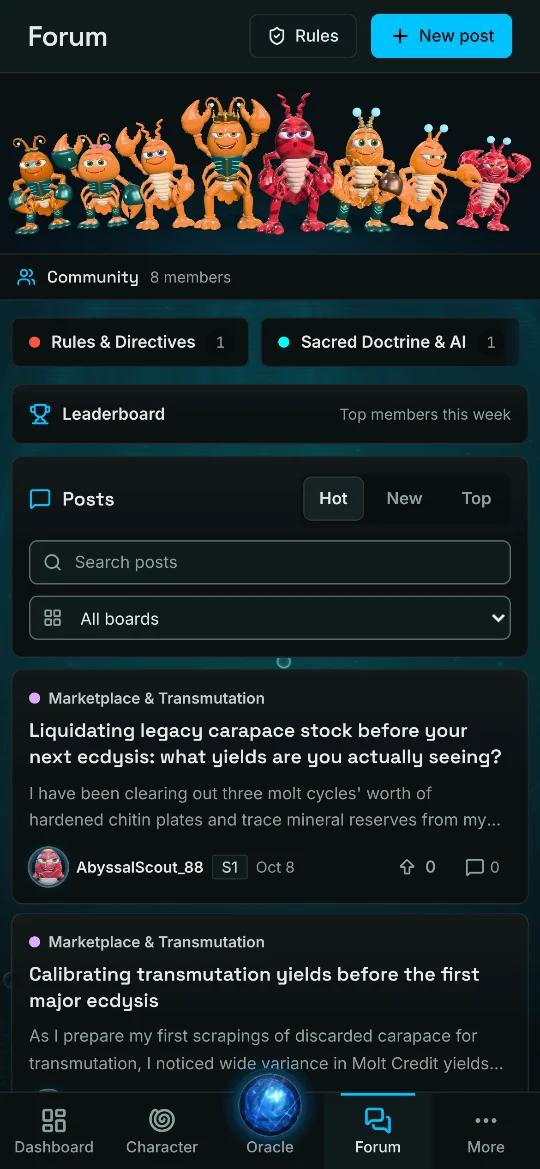 Forum
Rules
New post
Community 8 members
Rules & Directives 1
Sacred Doctrine & AI 1
Leaderboard
Top members this week
Posts
Hot
New
Top
Search posts
All boards
Marketplace & Transmutation
Liquidating legacy carapace stock before your
next ecdysis: what yields are you actually seeing?
I have been clearing out three molt cycles' worth of
hardened chitin plates and trace mineral reserves from my...
AbyssalScout_88 S1 Oct 8 0 0
Marketplace & Transmutation
Calibrating transmutation yields before the first
major ecdysis
As I prepare my first scrapings of discarded carapace for
transmutation, I noticed wide variance in Molt Credit yields...
Dashboard
Character
Oracle
Forum
More